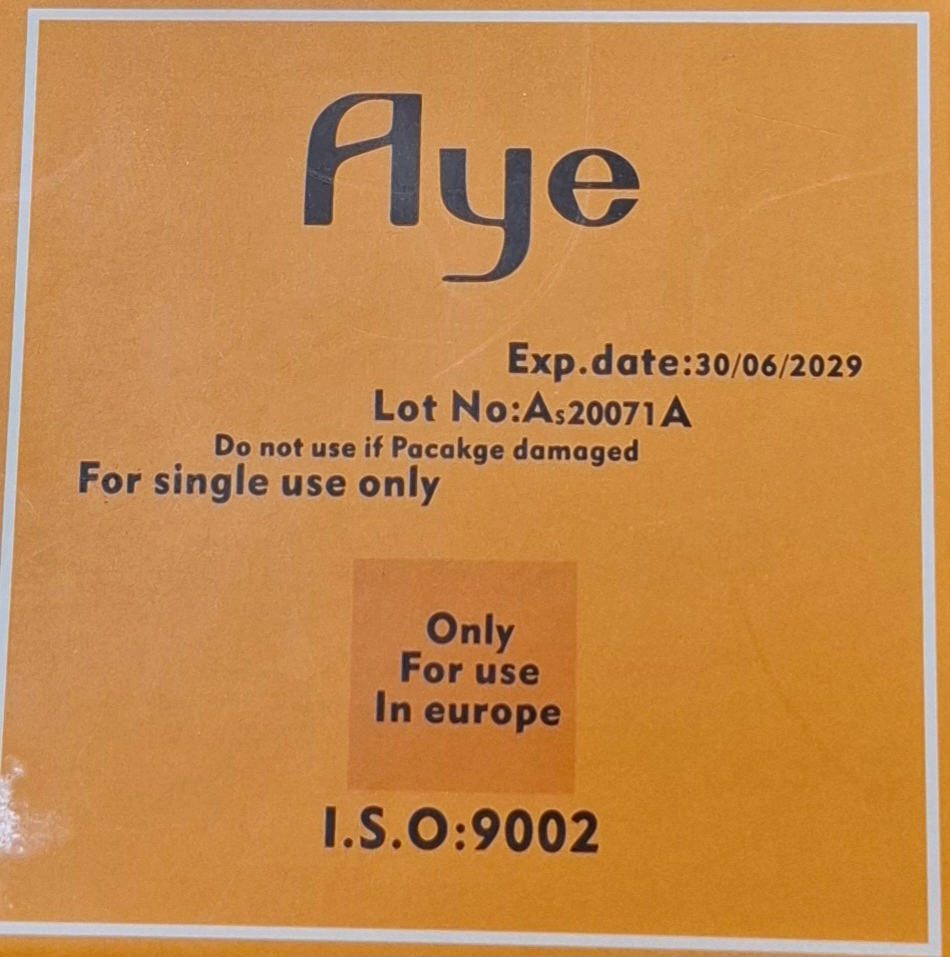 Aye
Exp.date:30/06/2029
Lot No:As20071A
Do not use if Pacakge damaged
For single use only
Only
For use
In europe
I.S.O:9002